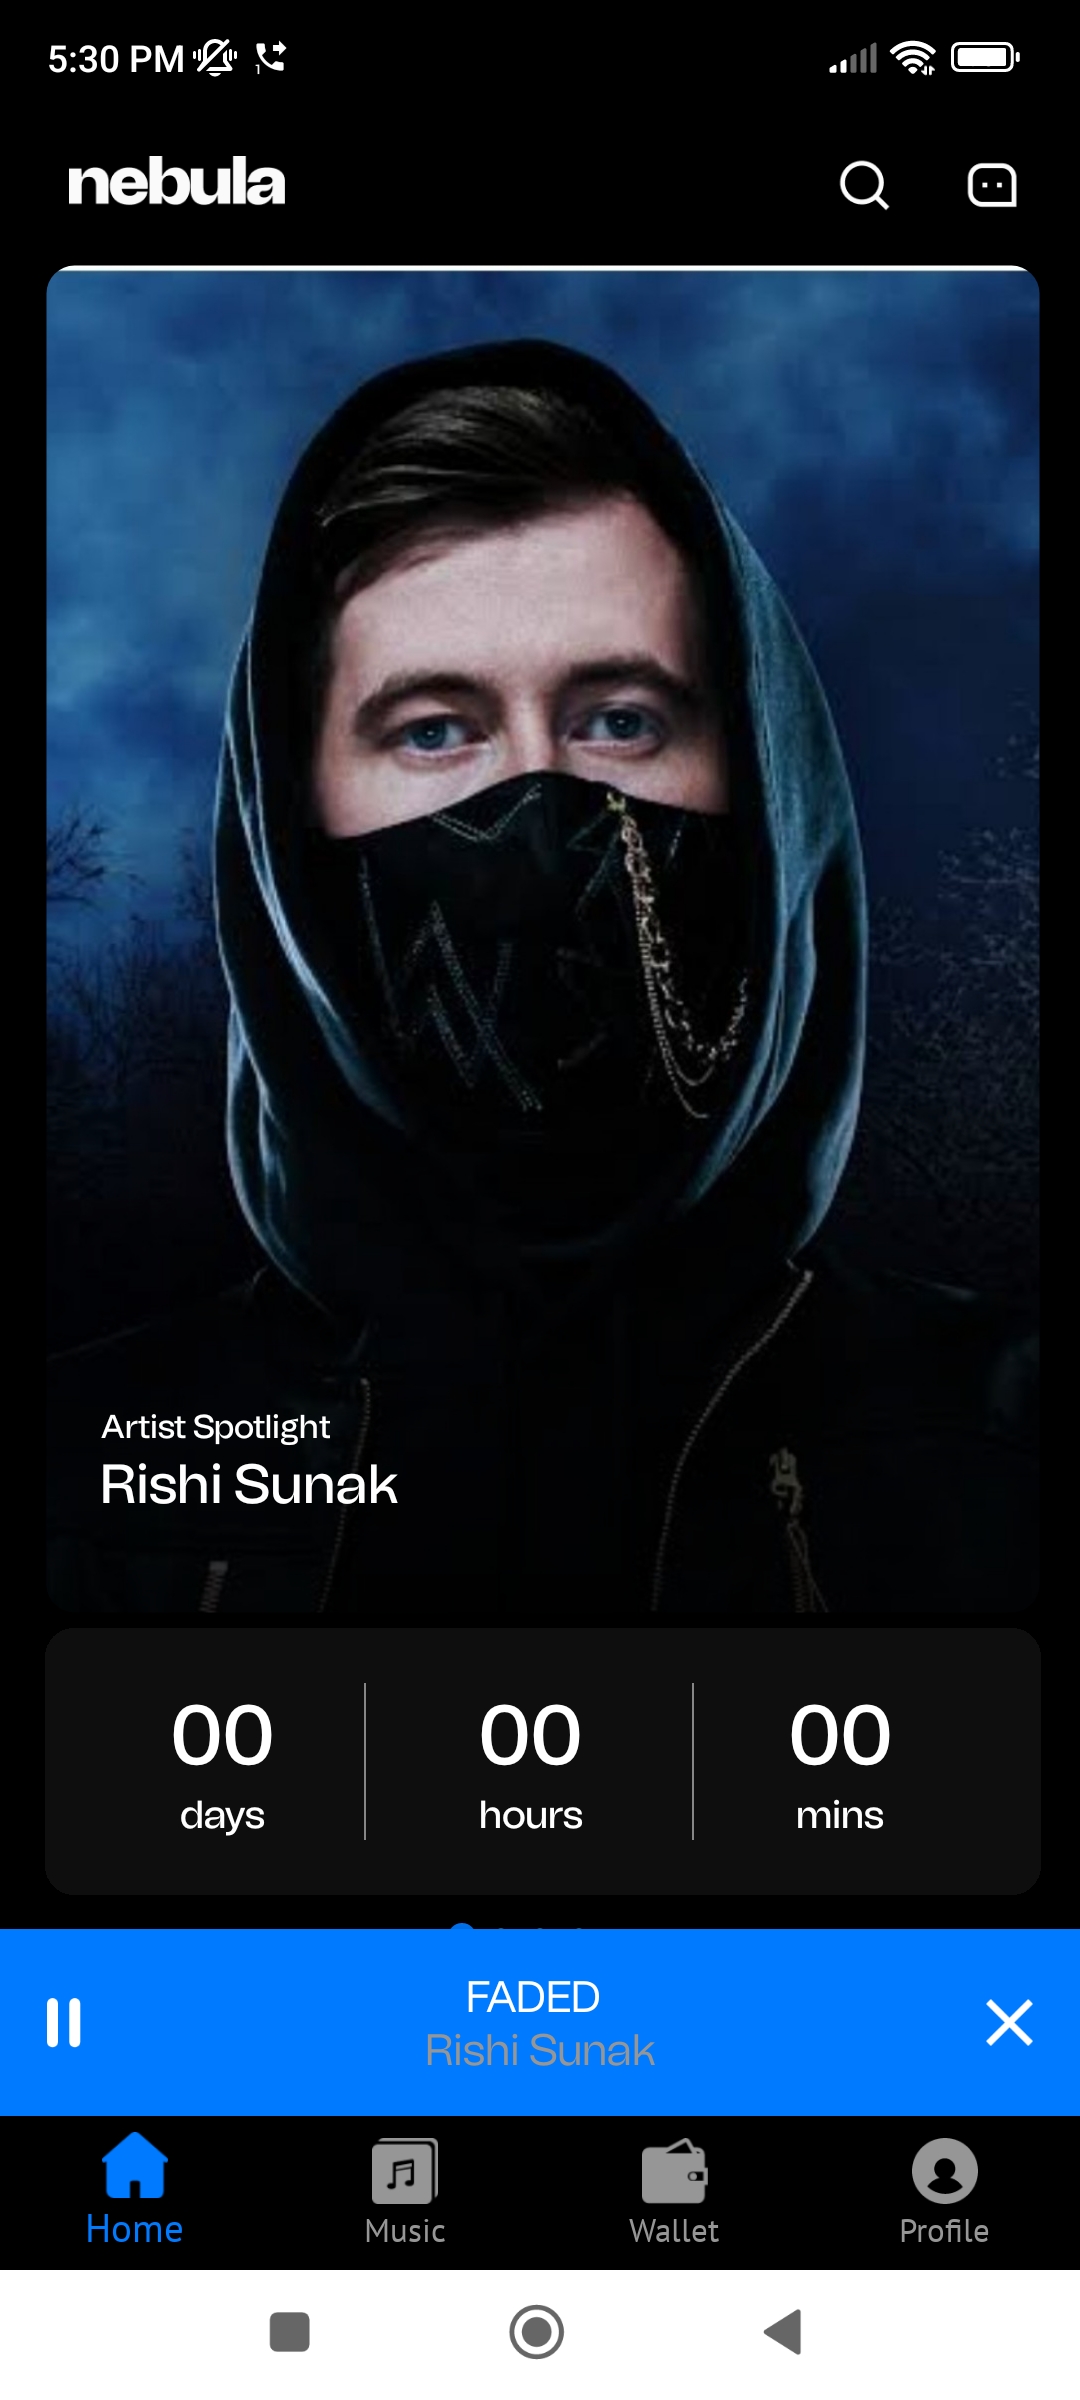 5:30 PM
nebula
Artist Spotlight
Rishi Sunak
00 00 00
days hours mins
FADED
Rishi Sunak
Home Music Wallet Profile